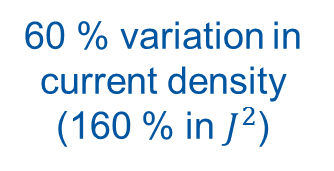 60 % variation in
current density
(160 % in 𝐽²)